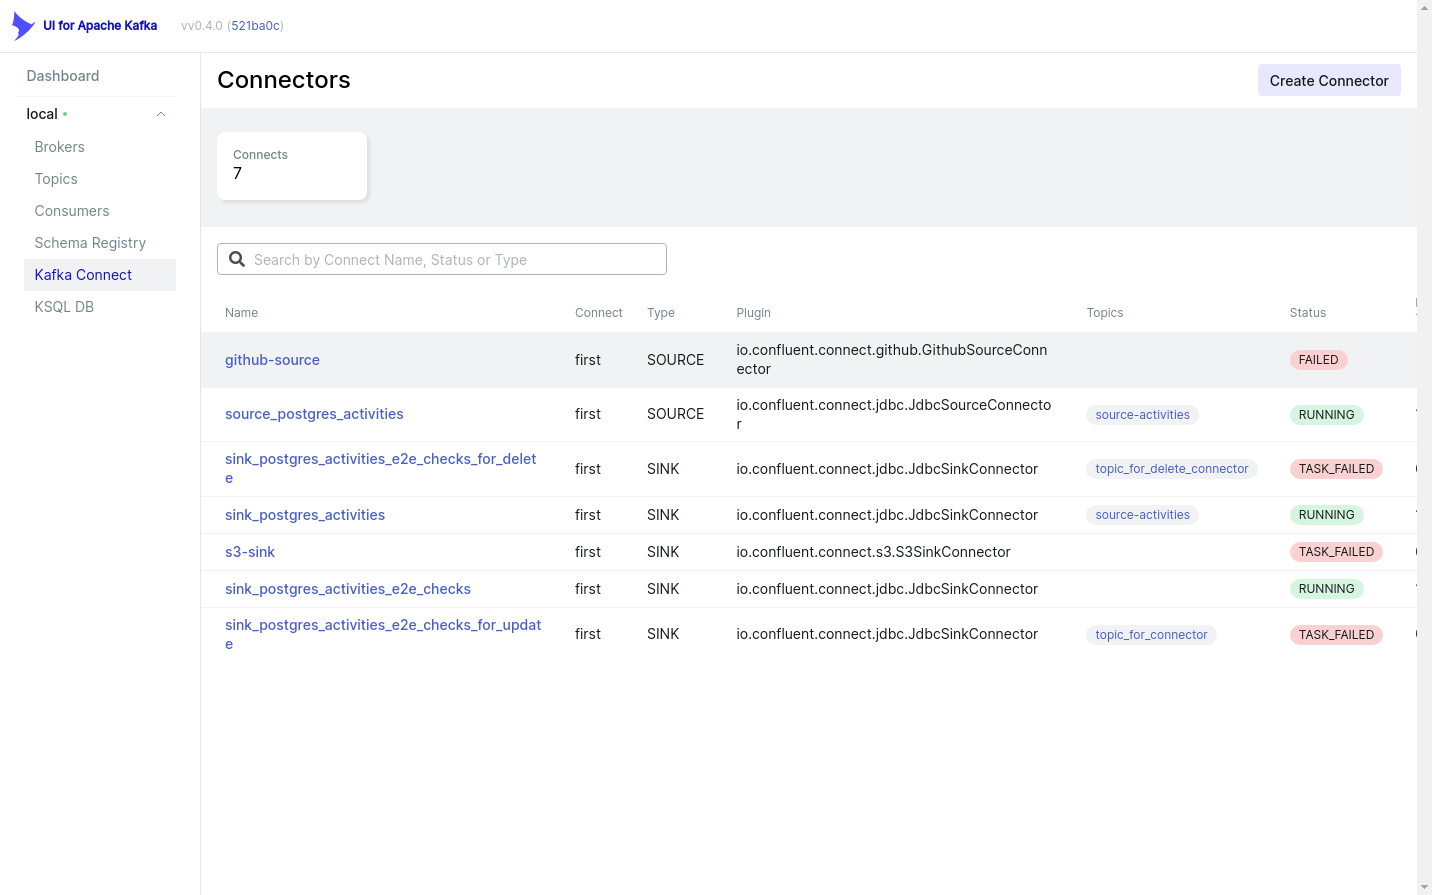 UI for Apache Kafka vv0.4.0 (521ba0c)
Dashboard
local
Brokers
Topics
Consumers
Schema Registry
Kafka Connect
KSQL DB
Connectors
Create Connector
Connects
7
Search by Connect Name, Status or Type
Name Connect Type Plugin Topics Status
github-source first SOURCE io.confluent.connect.github.GithubSourceConn
ector FAILED
source_postgres_activities first SOURCE io.confluent.connect.jdbc.JdbcSourceConnecto
r source-activities RUNNING
sink_postgres_activities_e2e_checks_for_delet
e first SINK io.confluent.connect.jdbc.JdbcSinkConnector topic_for_delete_connector TASK_FAILED
sink_postgres_activities first SINK io.confluent.connect.jdbc.JdbcSinkConnector source-activities RUNNING
s3-sink first SINK io.confluent.connect.s3.S3SinkConnector TASK_FAILED
sink_postgres_activities_e2e_checks first SINK io.confluent.connect.jdbc.JdbcSinkConnector RUNNING
sink_postgres_activities_e2e_checks_for_updat
e first SINK io.confluent.connect.jdbc.JdbcSinkConnector topic_for_connector TASK_FAILED